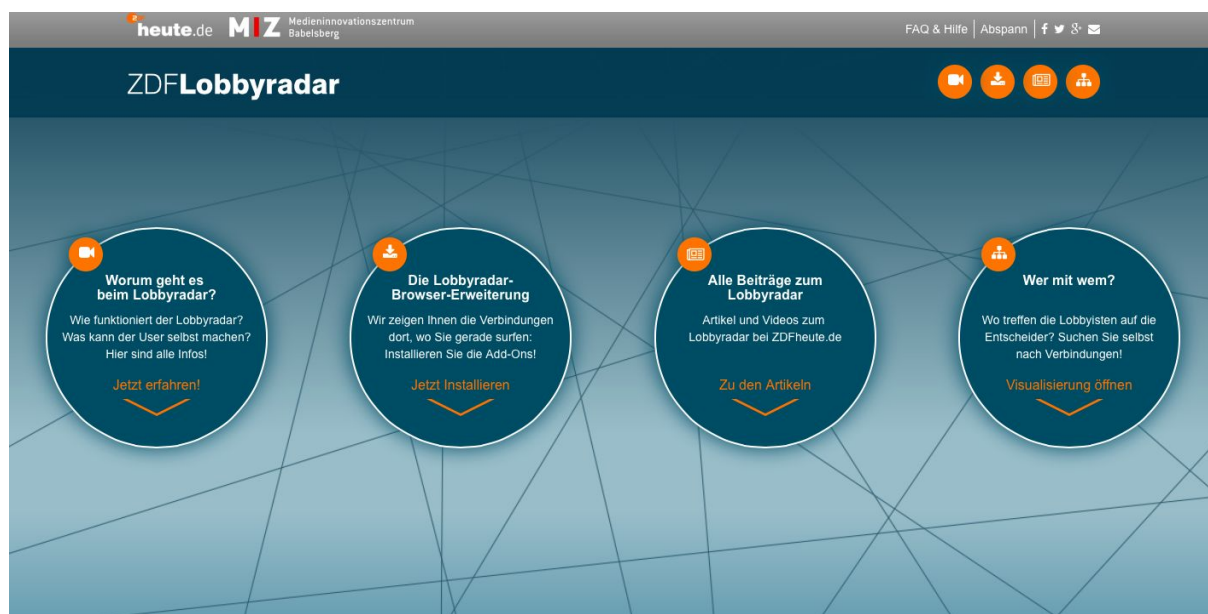 heute.de MIZ Medieninnovationszentrum
Babelsberg
FAQ & Hilfe | Abspann
ZDFLobbyradar
Worum geht es
beim Lobbyradar?
Wie funktioniert der Lobbyradar?
Was kann der User selbst machen?
Hier sind alle Infos!
Jetzt erfahren!
Die Lobbyradar-
Browser-Erweiterung
Wir zeigen Ihnen die Verbindungen
dort, wo Sie gerade surfen:
Installieren Sie die Add-Ons!
Jetzt Installieren
Alle Beiträge zum
Lobbyradar
Artikel und Videos zum
Lobbyradar bei ZDFheute.de
Zu den Artikeln
Wer mit wem?
Wo treffen die Lobbyisten auf die
Entscheider? Suchen Sie selbst
nach Verbindungen!
Visualisierung öffnen